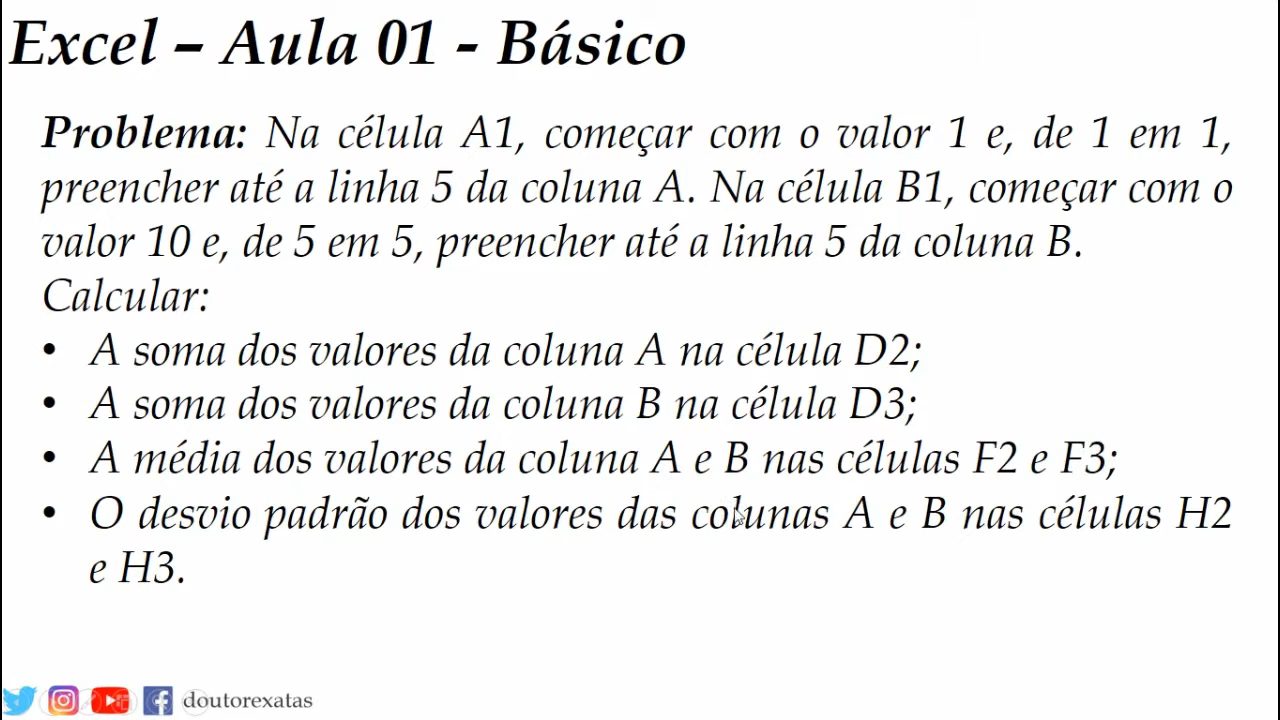 Excel – Aula 01 - Básico
Problema: Na célula A1, começar com o valor 1 e, de 1 em 1,
preencher até a linha 5 da coluna A. Na célula B1, começar com o
valor 10 e, de 5 em 5, preencher até a linha 5 da coluna B.
Calcular:
• A soma dos valores da coluna A na célula D2;
• A soma dos valores da coluna B na célula D3;
• A média dos valores da coluna A e B nas células F2 e F3;
• O desvio padrão dos valores das colunas A e B nas células H2
e H3.
doutorexatas